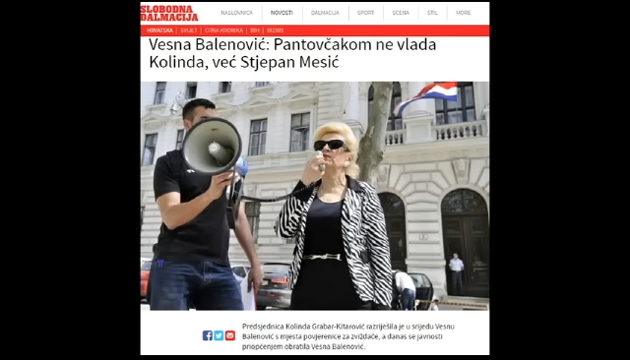 SLOBODNA
DALMACIJA
NASLOVNICA NOVOSTI DALMACIJA SPORT SCENA STIL MORE
HRVATSKA SVIJET CRNA KRONIKA BIH BIZNIS
Vesna Balenović: Pantovčakom ne vlada
Kolinda, već Stjepan Mesić
Predsjednica Kolinda Grabar-Kitarović razriješila je u srijedu Vesnu
Balenović s mjesta povjerenice za zviždače, a danas se javnosti
priopćenjem obratila Vesna Balenović.